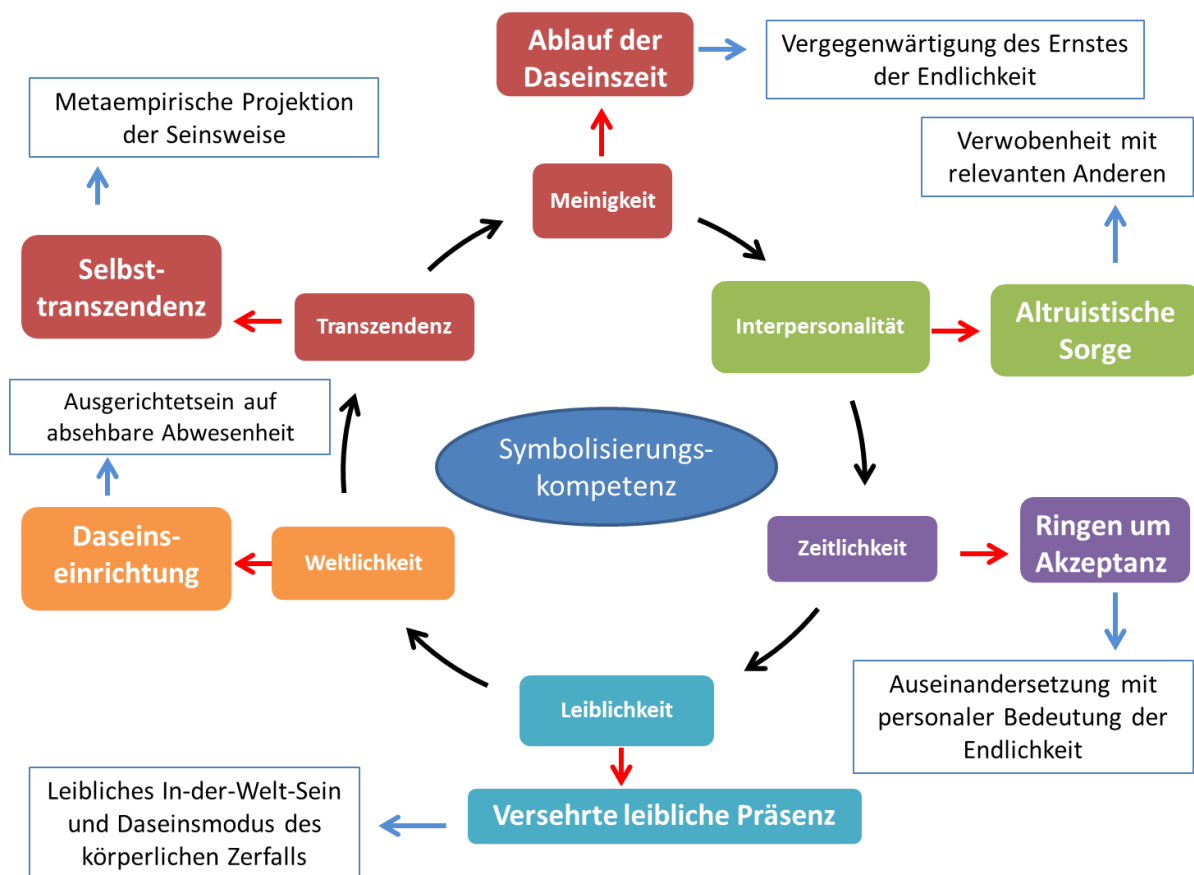 Ablauf der
Daseinszeit
Vergegenwärtigung des Ernstes
der Endlichkeit
Metaempirische Projektion
der Seinsweise
Verwobenheit mit
relevanten Anderen
Meinigkeit
Selbst-
transzendenz
Transzendenz
Interpersonalität
Altruistische
Sorge
Ausgerichtetsein auf
absehbare Abwesenheit
Symbolisierungs-
kompetenz
Daseins-
einrichtung
Weltlichkeit
Zeitlichkeit
Ringen um
Akzeptanz
Leiblichkeit
Auseinandersetzung mit
personaler Bedeutung der
Endlichkeit
Leibliches In-der-Welt-Sein
und Daseinsmodus des
körperlichen Zerfalls
Versehrte leibliche Präsenz